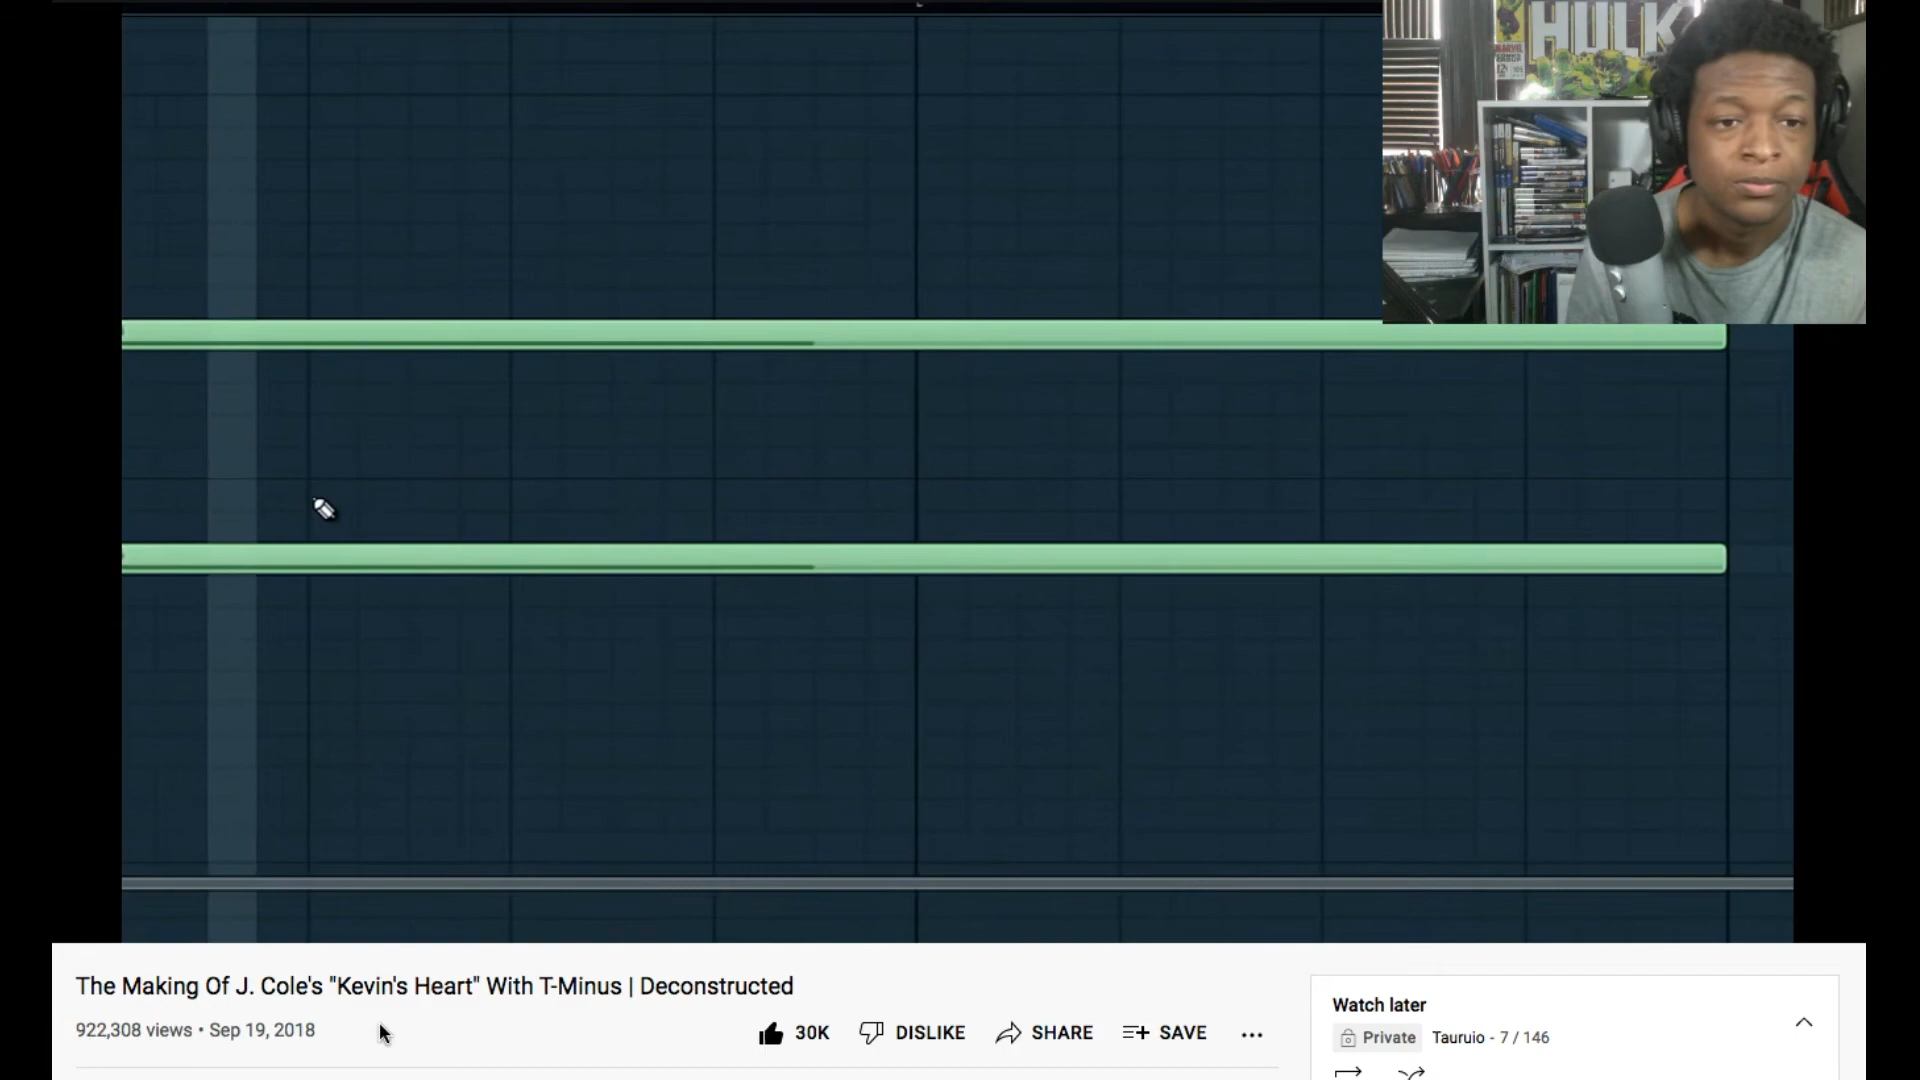 HULK
MARVEL
The Making Of J. Cole's "Kevin's Heart" With T-Minus | Deconstructed
922,308 views • Sep 19, 2018
30K
DISLIKE
SHARE
SAVE
Watch later
Private
Tauruio - 7 / 146